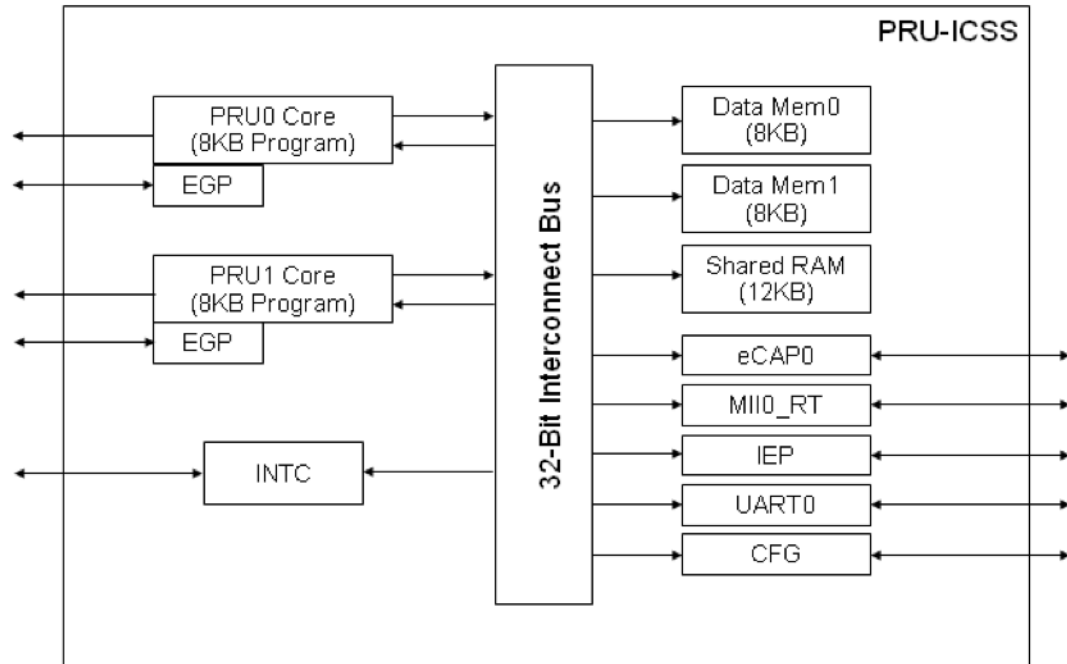 PRU-ICSS
PRU0 Core
(8KB Program)
EGP
PRU1 Core
(8KB Program)
EGP
INTC
32-Bit Interconnect Bus
Data Mem0
(8KB)
Data Mem1
(8KB)
Shared RAM
(12KB)
eCAP0
MII0_RT
IEP
UART0
CFG